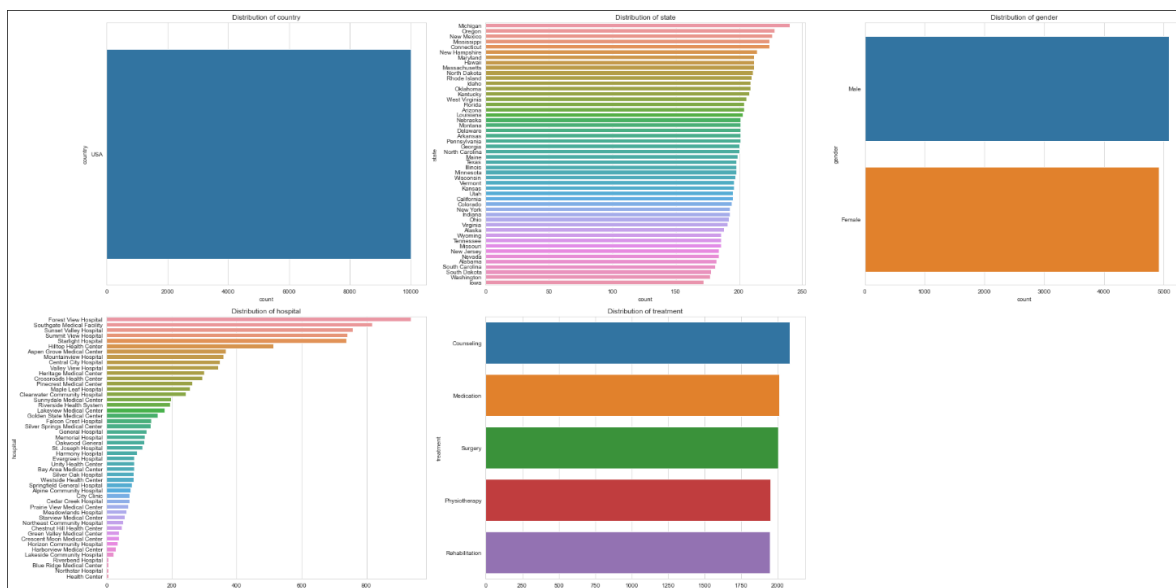 Distribution of country
USA
country
0 2000 4000 6000 8000 10000
count
Distribution of state
Michigan
Oregon
New Mexico
Mississippi
Connecticut
New Hampshire
Maryland
Hawaii
Massachusetts
North Dakota
Rhode Island
Idaho
Oklahoma
Kentucky
West Virginia
Florida
Arizona
Louisiana
Nebraska
Montana
Delaware
Arkansas
Pennsylvania
Georgia
North Carolina
Maine
Texas
Illinois
Minnesota
Wisconsin
Vermont
Kansas
Utah
California
Colorado
New York
Indiana
Ohio
Virginia
Alaska
Wyoming
Tennessee
Missouri
New Jersey
Nevada
Alabama
South Carolina
South Dakota
Washington
Iowa
state
0 50 100 150 200 250
count
Distribution of gender
Male
Female
gender
0 1000 2000 3000 4000 5000
count
Distribution of hospital
Forest View Hospital
Southgate Medical Facility
Sunset Valley Hospital
Summit View Hospital
Starlight Hospital
Hilltop Health Center
Aspen Grove Medical Center
Mountainview Hospital
Central City Hospital
Valley View Hospital
Heritage Medical Center
Crossroads Health Center
Pinecrest Medical Center
Maple Leaf Hospital
Clearwater Community Hospital
Sunnydale Medical Center
Riverside Health System
Lakeview Medical Center
Golden State Medical Center
Falcon Crest Hospital
Silver Springs Medical Center
General Hospital
Memorial Hospital
Oakwood General
St. Joseph Hospital
Harmony Hospital
Evergreen Hospital
Unity Health Center
Bay Area Medical Center
Silver Oak Hospital
Westside Health Center
Springfield General Hospital
Alpine Community Hospital
City Clinic
Cedar Creek Hospital
Prairie View Medical Center
Meadowlands Hospital
Starview Medical Center
Northeast Community Hospital
Chestnut Hill Health Center
Green Valley Medical Center
Crescent Moon Medical Center
Horizon Community Hospital
Harborview Medical Center
Lakeside Community Hospital
Riverbend Hospital
Blue Ridge Medical Center
Northstar Hospital
Health Center
hospital
0 200 400 600 800
Distribution of treatment
Counseling
Medication
Surgery
Physiotherapy
Rehabilitation
treatment
0 250 500 750 1000 1250 1500 1750 2000
count